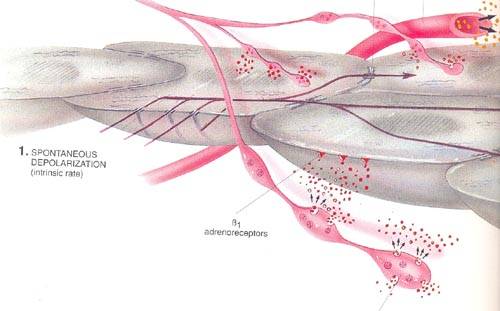 1. SPONTANEOUS
DEPOLARIZATION
(intrinsic rate)
β1
adrenoreceptors